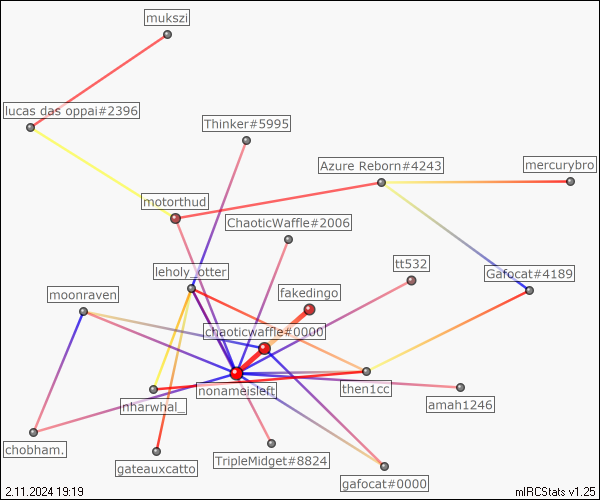 mukszi
lucas das oppai#2396
Thinker#5995
Azure Reborn#4243
mercurybro
motorthud
ChaoticWaffle#2006
leholy_otter
tt532
Gafocat#4189
moonraven
fakedingo
chaoticwaffle#0000
nonameisleft
then1cc
nharwhal_
amah1246
chobham.
gateauxcatto
TripleMidget#8824
gafocat#0000
2.11.2024 19:19
mIRCStats v1.25